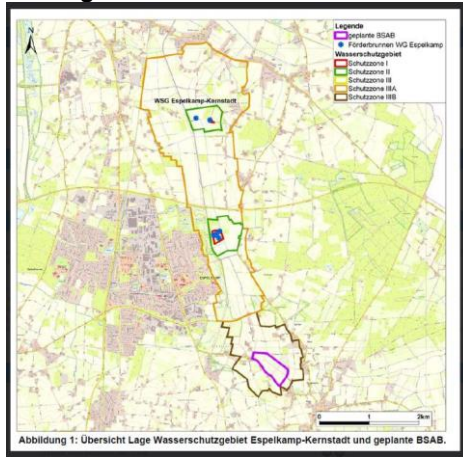 N
Legende
geplante BSAB
Förderbrunnen WG Espelkamp
Wasserschutzgebiet
Schutzzone I
Schutzzone II
Schutzzone III
Schutzzone IIIA
Schutzzone IIIB
WSG Espelkamp-Kernstadt
0 1 2km
Abbildung 1: Übersicht Lage Wasserschutzgebiet Espelkamp-Kernstadt und geplante BSAB.